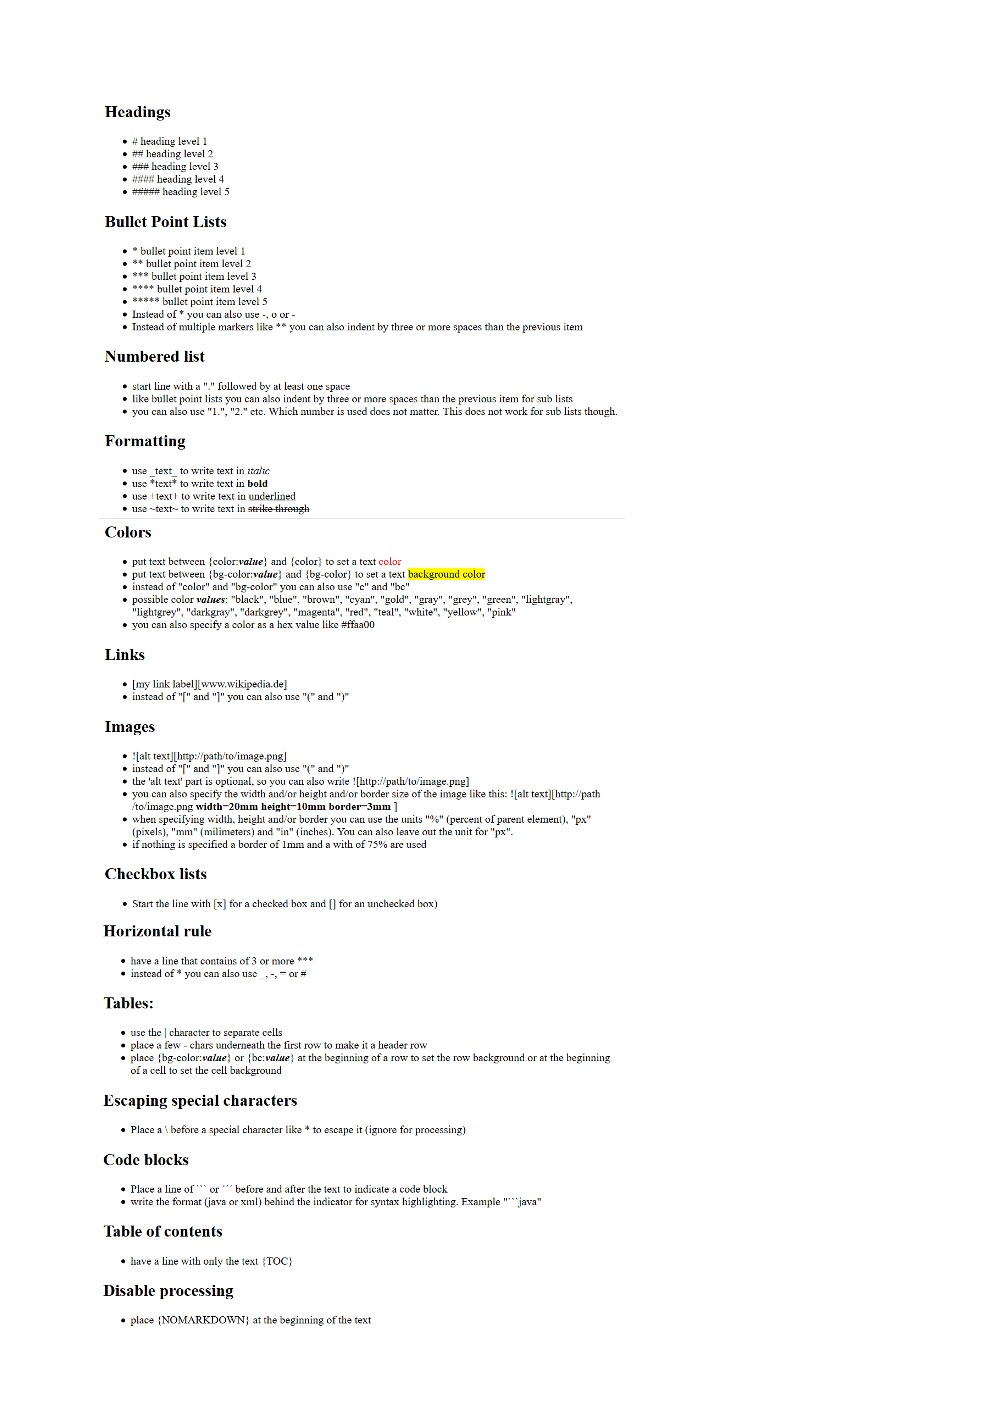 Headings
• # heading level 1
• ## heading level 2
• ### heading level 3
• #### heading level 4
• ##### heading level 5
Bullet Point Lists
• * bullet point item level 1
• ** bullet point item level 2
• *** bullet point item level 3
• **** bullet point item level 4
• ***** bullet point item level 5
• Instead of * you can also use -, o or -
• Instead of multiple markers like ** you can also indent by three or more spaces than the previous item
Numbered list
• start line with a "." followed by at least one space
• like bullet point lists you can also indent by three or more spaces than the previous item for sub lists
• you can also use "1.", "2." etc. Which number is used does not matter. This does not work for sub lists though.
Formatting
• use _text_ to write text in italic
• use *text* to write text in bold
• use +text+ to write text in underlined
• use ~text~ to write text in strike through
Colors
• put text between {color:value} and {color} to set a text color
• put text between {bg-color:value} and {bg-color} to set a text background color
• instead of "color" and "bg-color" you can also use "c" and "bc"
• possible color values: "black", "blue", "brown", "cyan", "gold", "gray", "grey", "green", "lightgray",
"lightgrey", "darkgray", "darkgrey", "magenta", "red", "teal", "white", "yellow", "pink"
• you can also specify a color as a hex value like #ffaa00
Links
• [my link label][www.wikipedia.de]
• instead of "[" and "]" you can also use "(" and ")"
Images
• ![alt text][http://path/to/image.png]
• instead of "[" and "]" you can also use "(" and ")"
• the 'alt text' part is optional, so you can also write ![http://path/to/image.png]
• you can also specify the width and/or height and/or border size of the image like this: ![alt text][http://path
/to/image.png width=20mm height=10mm border=3mm ]
• when specifying width, height and/or border you can use the units "%" (percent of parent element), "px"
(pixels), "mm" (milimeters) and "in" (inches). You can also leave out the unit for "px".
• if nothing is specified a border of 1mm and a with of 75% are used
Checkbox lists
• Start the line with [x] for a checked box and [] for an unchecked box)
Horizontal rule
• have a line that contains of 3 or more ***
• instead of * you can also use _, -, = or #
Tables:
• use the | character to separate cells
• place a few - chars underneath the first row to make it a header row
• place {bg-color:value} or {bc:value} at the beginning of a row to set the row background or at the beginning
of a cell to set the cell background
Escaping special characters
• Place a \ before a special character like * to escape it (ignore for processing)
Code blocks
• Place a line of ``` or ´´´ before and after the text to indicate a code block
• write the format (java or xml) behind the indicator for syntax highlighting. Example "```java"
Table of contents
• have a line with only the text {TOC}
Disable processing
• place {NOMARKDOWN} at the beginning of the text